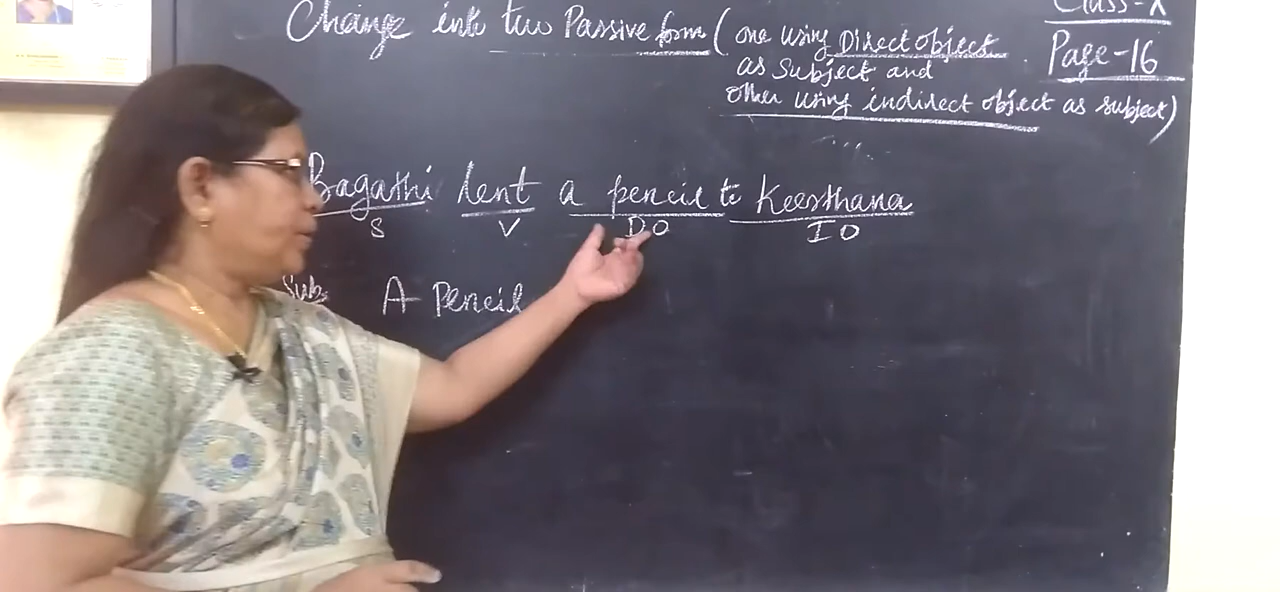 Class-X
Change into two Passive form ( one using Direct object
Page-16
as subject and
other using indirect object as subject)
Bagathi lent a pencil to Keerthana
S V DO IO
Sub A Pencil